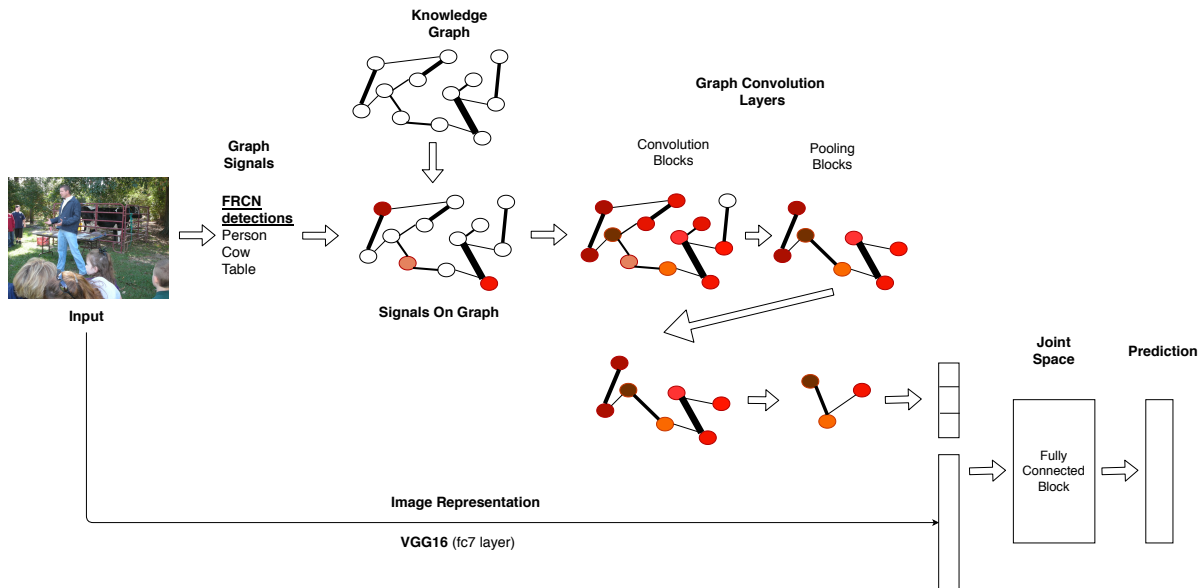 Knowledge
Graph
Graph Convolution
Layers
Graph
Signals
Convolution
Blocks
Pooling
Blocks
FRCN
detections
Person
Cow
Table
Input
Signals On Graph
Joint
Space
Prediction
Fully
Connected
Block
Image Representation
VGG16 (fc7 layer)